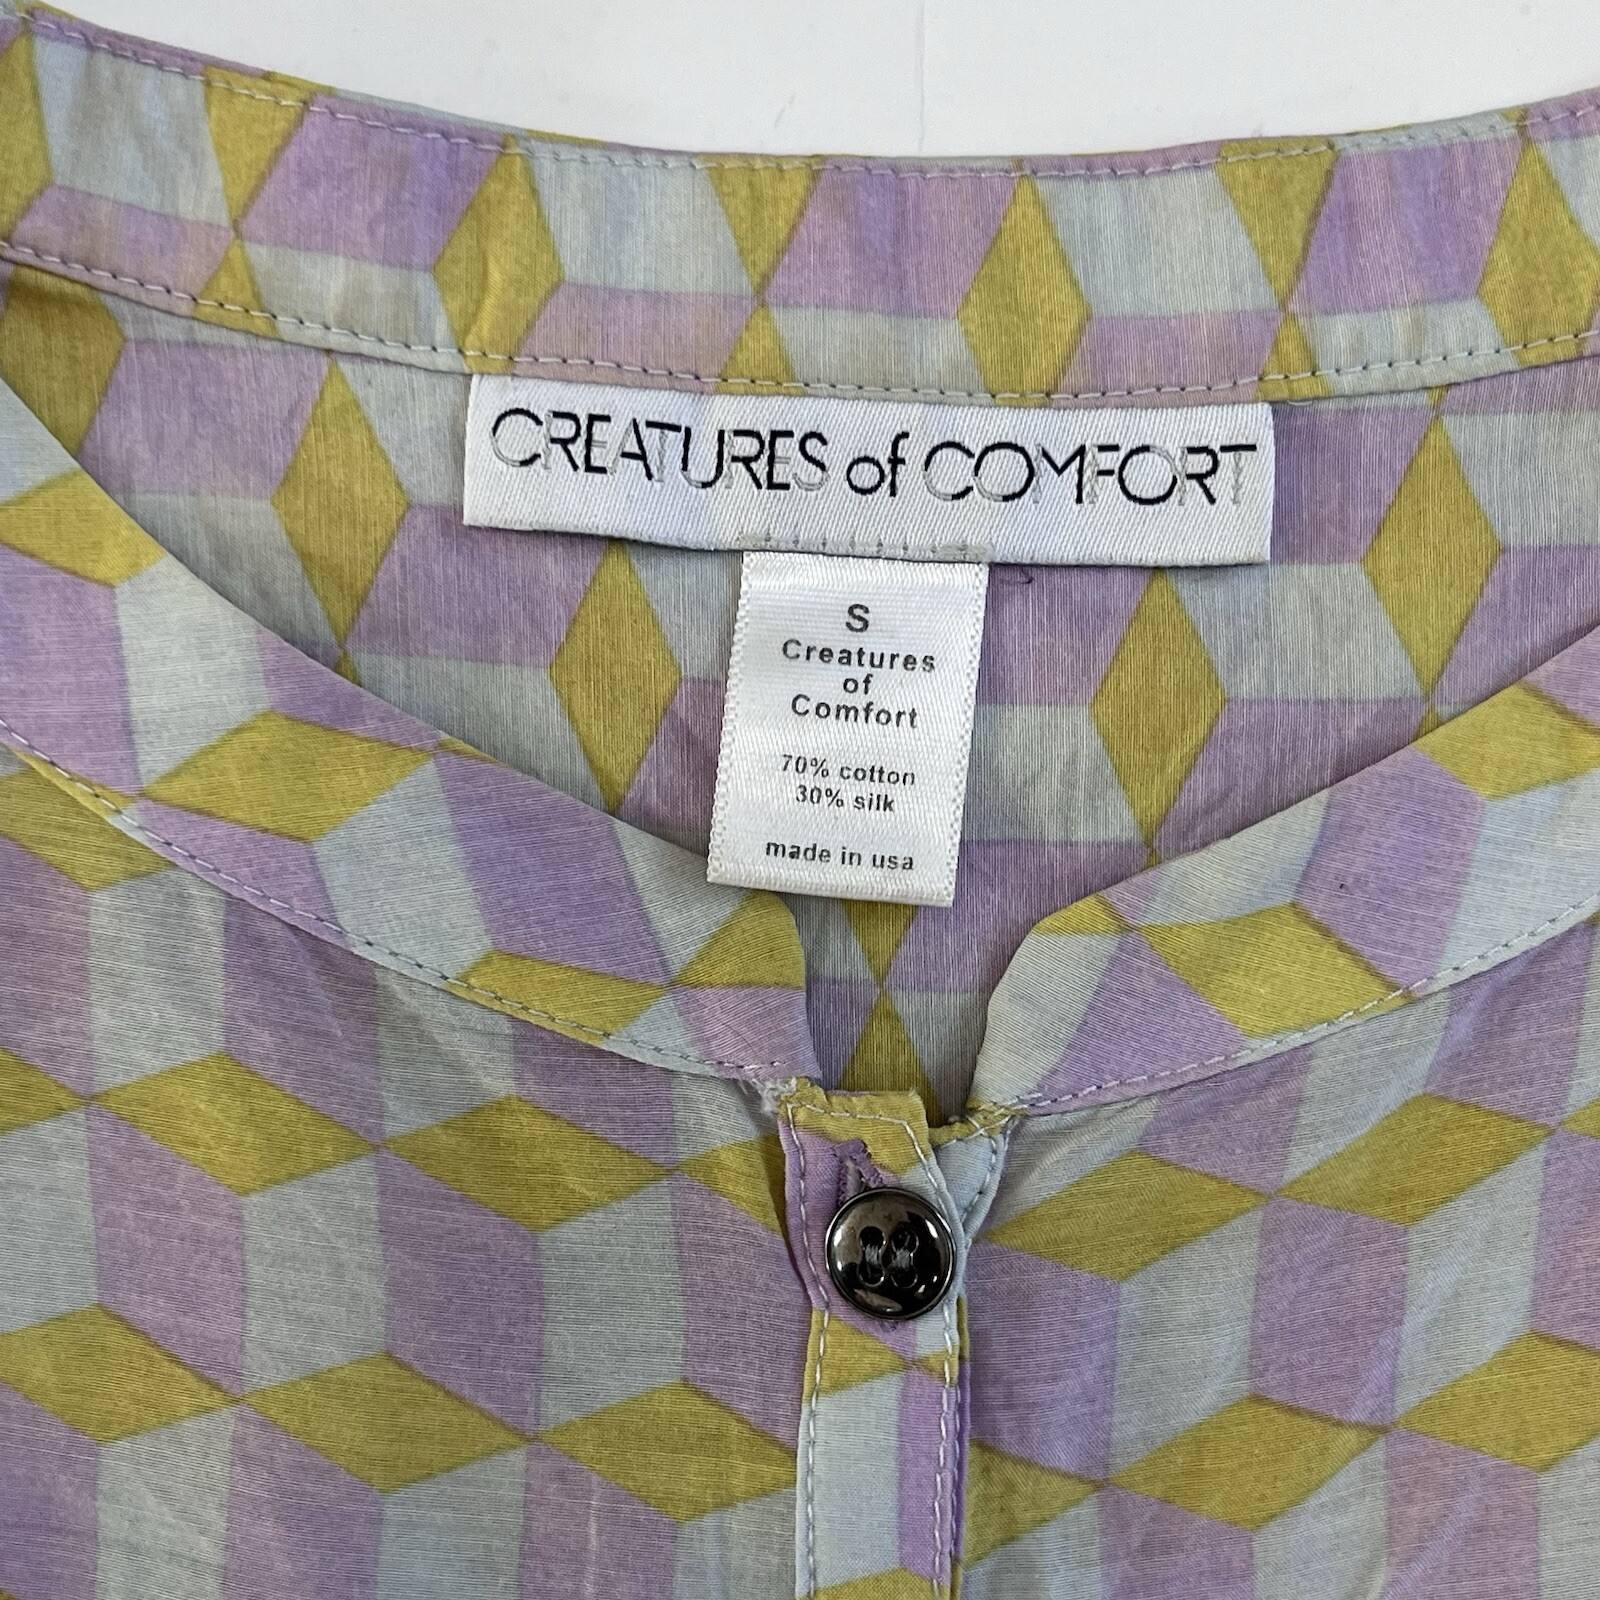 CREATURES of COMFORT
S
Creatures
of
Comfort
70% cotton
30% silk
made in usa